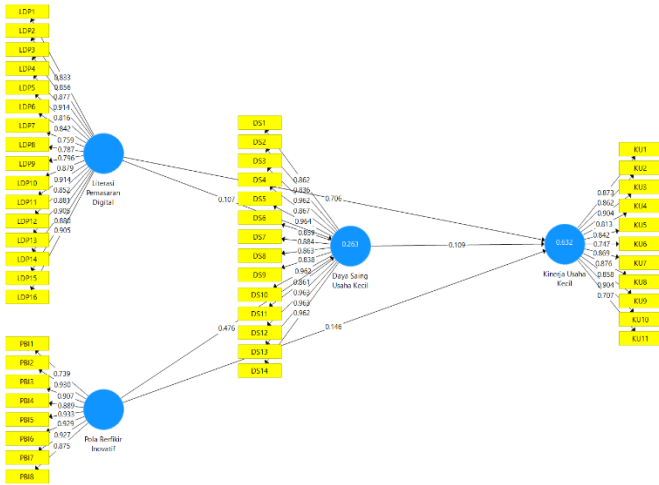 LDP1
LDP2
LDP3
LDP4
LDP5
LDP6
LDP7
LDP8
LDP9
LDP10
LDP11
LDP12
LDP13
LDP14
LDP15
LDP16
0.833
0.856
0.877
0.914
0.816
0.842
0.759
0.787
0.796
0.879
0.914
0.852
0.905
0.905
Literasi
Pemasaran
Digital
PBI1
PBI2
PBI3
PBI4
PBI5
PBI6
PBI7
PBI8
0.739
0.930
0.907
0.889
0.933
0.929
0.927
0.875
Pola Berfikir
Inovatif
0.107
0.476
0.706
0.109
0.146
DS1
DS2
DS3
DS4
DS5
DS6
DS7
DS8
DS9
DS10
DS11
DS12
DS13
DS14
0.862
0.836
0.962
0.867
0.964
0.859
0.884
0.863
0.838
0.962
0.861
0.963
0.963
0.962
0.263
Daya Saing
Usaha Kecil
0.632
Kinerja Usaha
Kecil
KU1
KU2
KU3
KU4
KU5
KU6
KU7
KU8
KU9
KU10
KU11
0.873
0.862
0.904
0.813
0.842
0.747
0.869
0.876
0.858
0.904
0.707